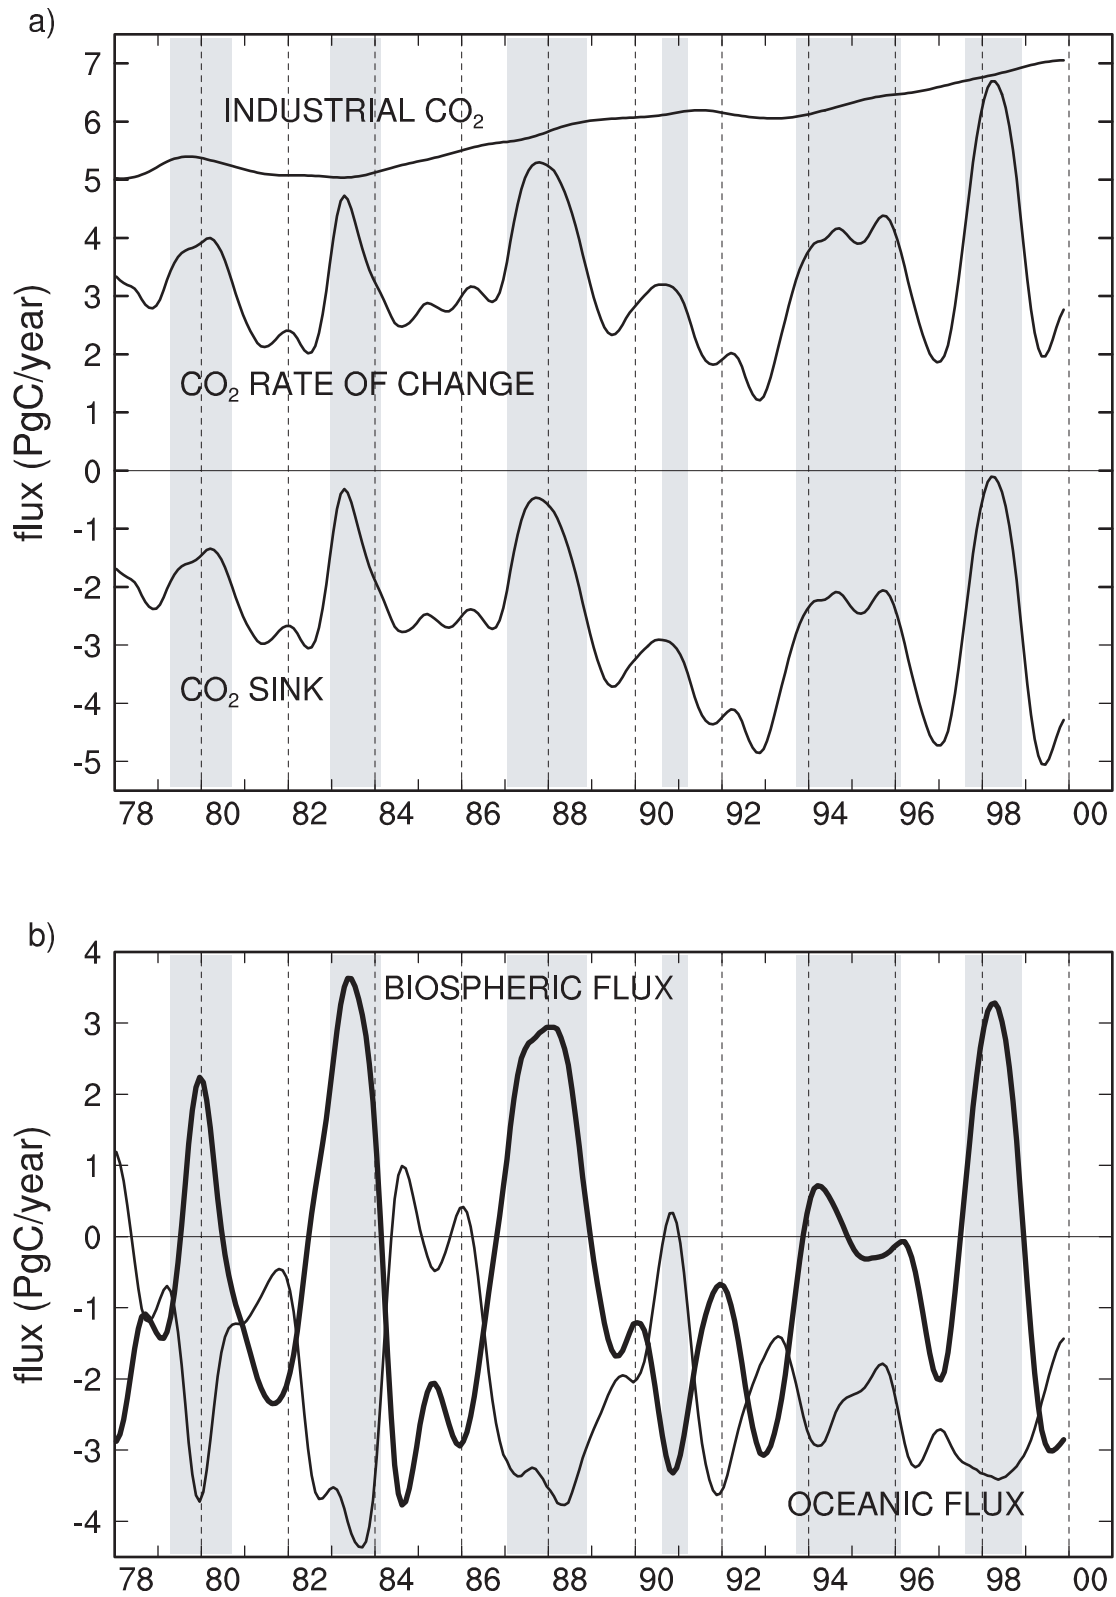 a)
7
6
5
4
3
2
1
0
-1
-2
-3
-4
-5
flux (PgC/year)
INDUSTRIAL CO₂
CO₂ RATE OF CHANGE
CO₂ SINK
78 80 82 84 86 88 90 92 94 96 98 00
b)
4
3
2
1
0
-1
-2
-3
-4
flux (PgC/year)
BIOSPHERIC FLUX
OCEANIC FLUX
78 80 82 84 86 88 90 92 94 96 98 00